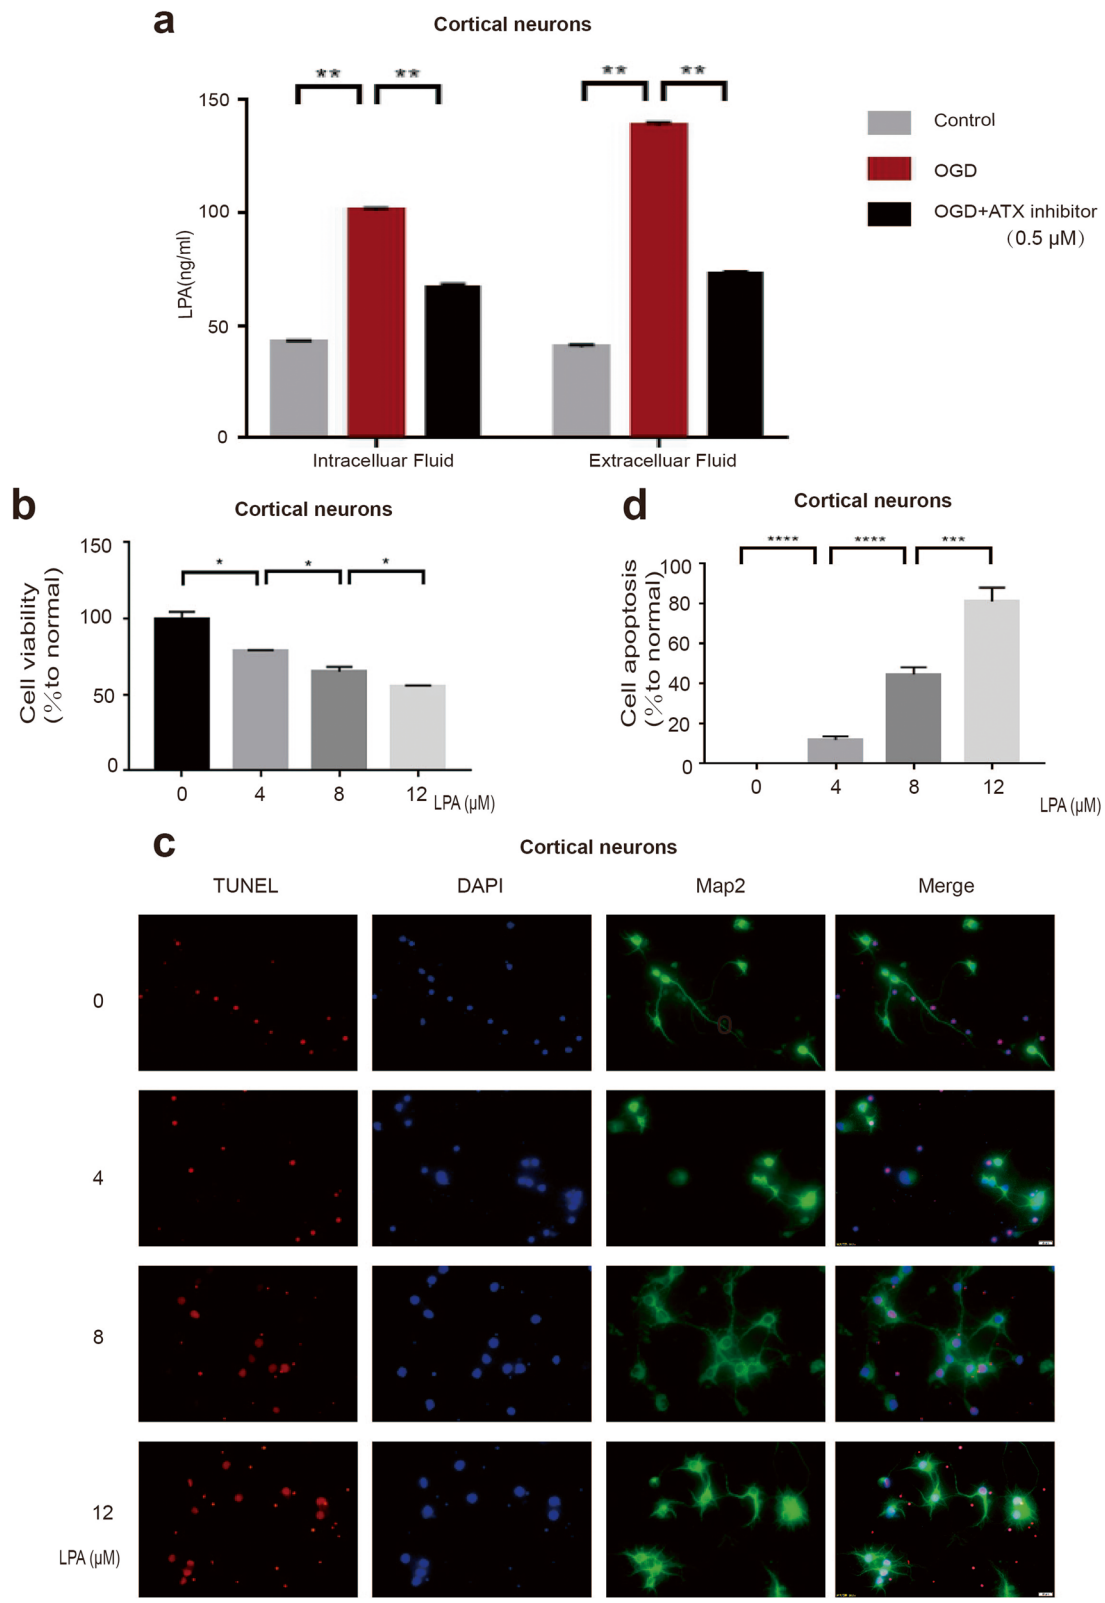 a
Cortical neurons
** ** ** **
150
100
50
0
LPA(ng/ml)
Intracelluar Fluid
Extracelluar Fluid
Control
OGD
OGD+ATX inhibitor
(0.5 μM)
b
Cortical neurons
* * *
150
100
50
0
Cell viability
(%to normal)
0 4 8 12 LPA (μM)
d
Cortical neurons
**** **** ***
100
80
60
40
20
0
Cell apoptosis
(%to normal)
0 4 8 12
LPA (μM)
c
Cortical neurons
TUNEL DAPI Map2 Merge
0
4
8
12
LPA (μM)